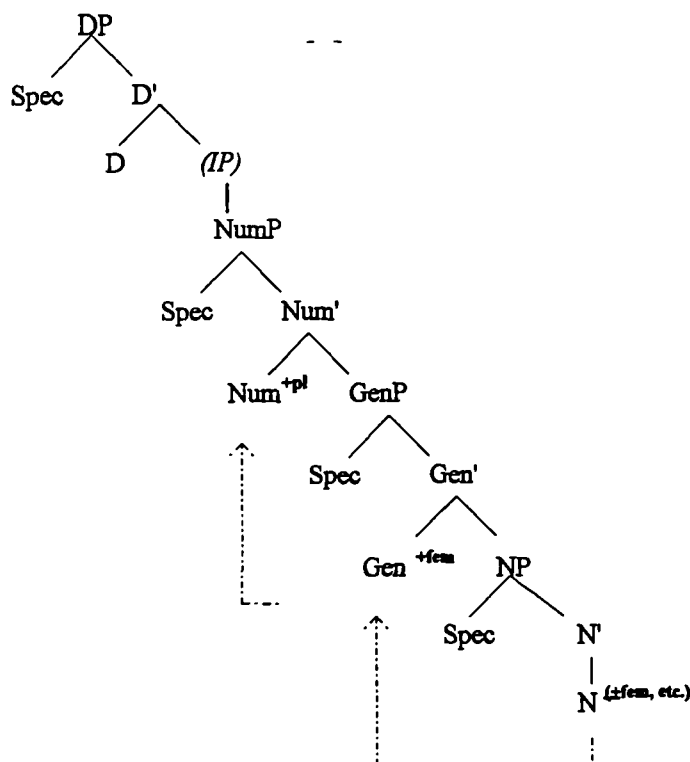 DP
Spec D'
D (IP)
NumP
Spec Num'
Num +pl GenP
Spec Gen'
Gen +fem NP
Spec N'
N (±fem, etc.)